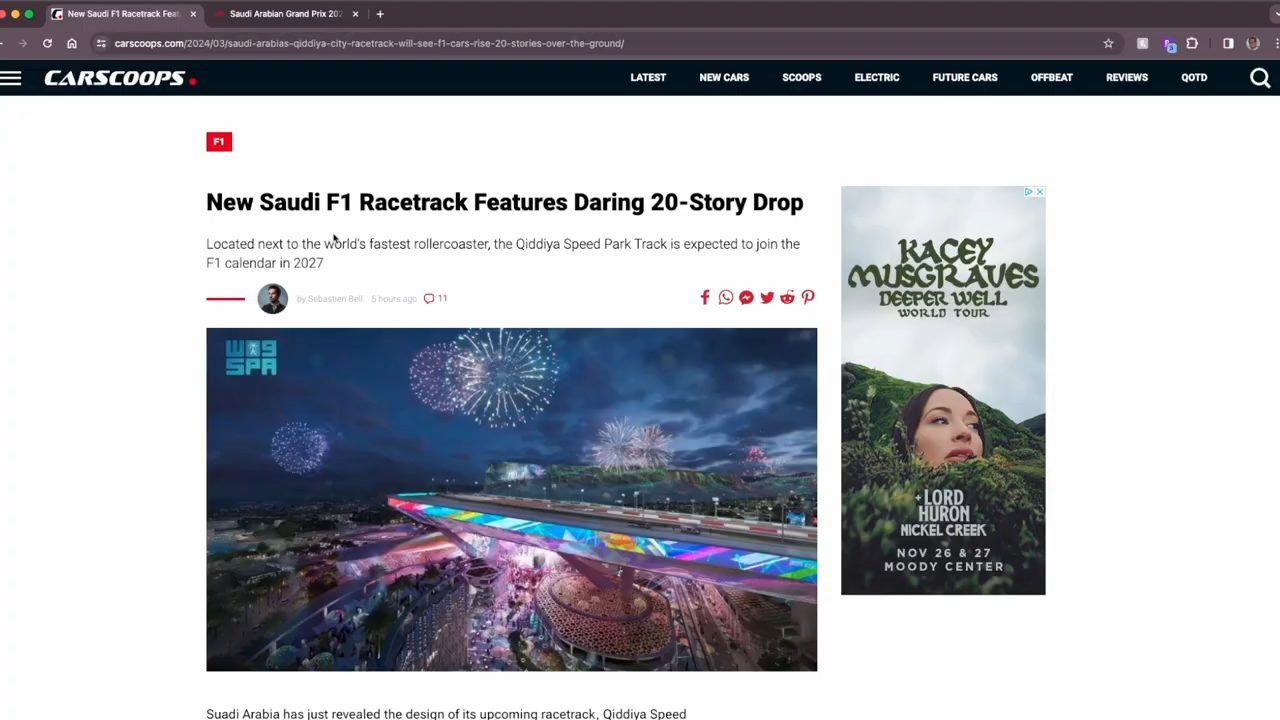 New Saudi F1 Racetrack Feat
Saudi Arabian Grand Prix 202
carscoops.com/2024/03/saudi-arabias-qiddiya-city-racetrack-will-see-f1-cars-rise-20-stories-over-the-ground/
CARSCOOPS
LATEST
NEW CARS
SCOOPS
ELECTRIC
FUTURE CARS
OFFBEAT
REVIEWS
QOTD
F1
New Saudi F1 Racetrack Features Daring 20-Story Drop
Located next to the world's fastest rollercoaster, the Qiddiya Speed Park Track is expected to join the
F1 calendar in 2027
by Sebastien Bell 5 hours ago 11
KACEY
MUSGRAVES
DEEPER WELL
WORLD TOUR
+ LORD
HURON
NICKEL CREEK
NOV 26 & 27
MOODY CENTER
Suadi Arabia has just revealed the design of its upcoming racetrack, Qiddiya Speed